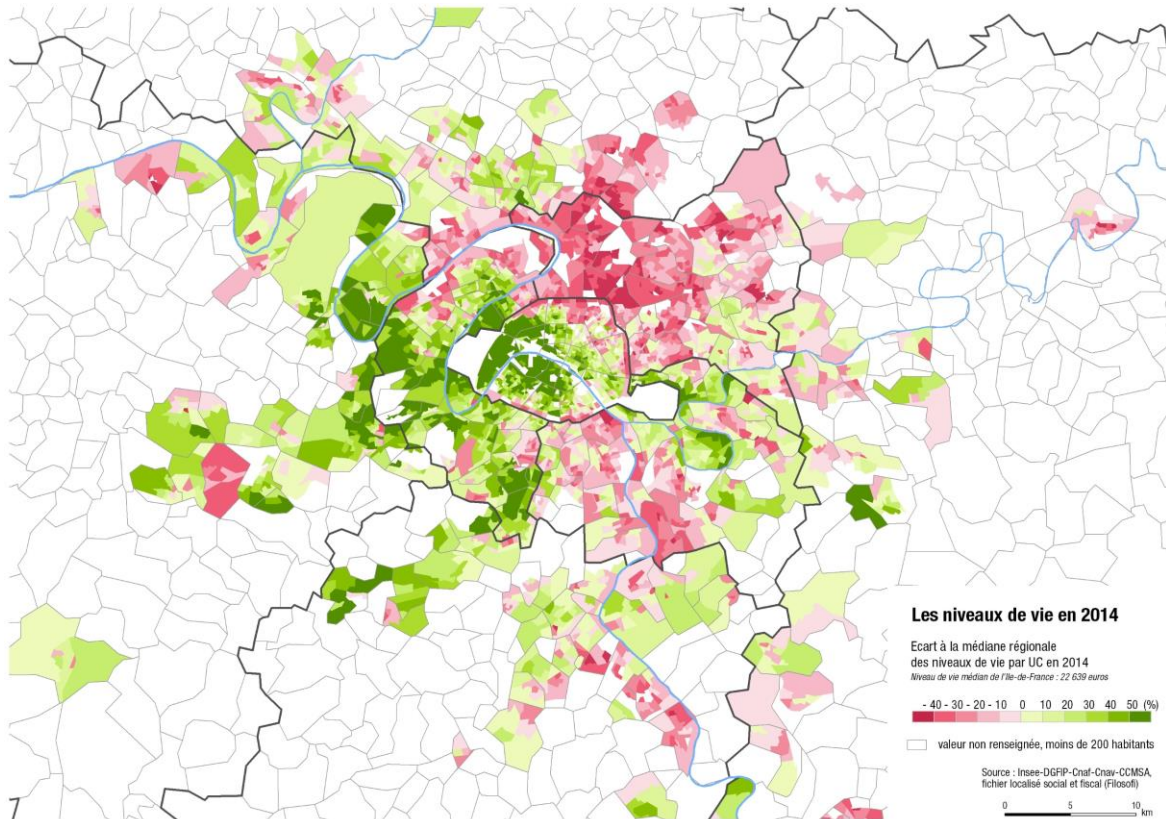 Les niveaux de vie en 2014
Ecart à la médiane régionale
des niveaux de vie par UC en 2014
Niveau de vie médian de l'Ile-de-France : 22 639 euros
- 40 - 30 - 20 - 10 0 10 20 30 40 50 (%)
valeur non renseignée, moins de 200 habitants
Source : Insee-DGFiP-Cnaf-Cnav-CCMSA,
fichier localisé social et fiscal (Filosofi)
0 5 10
km